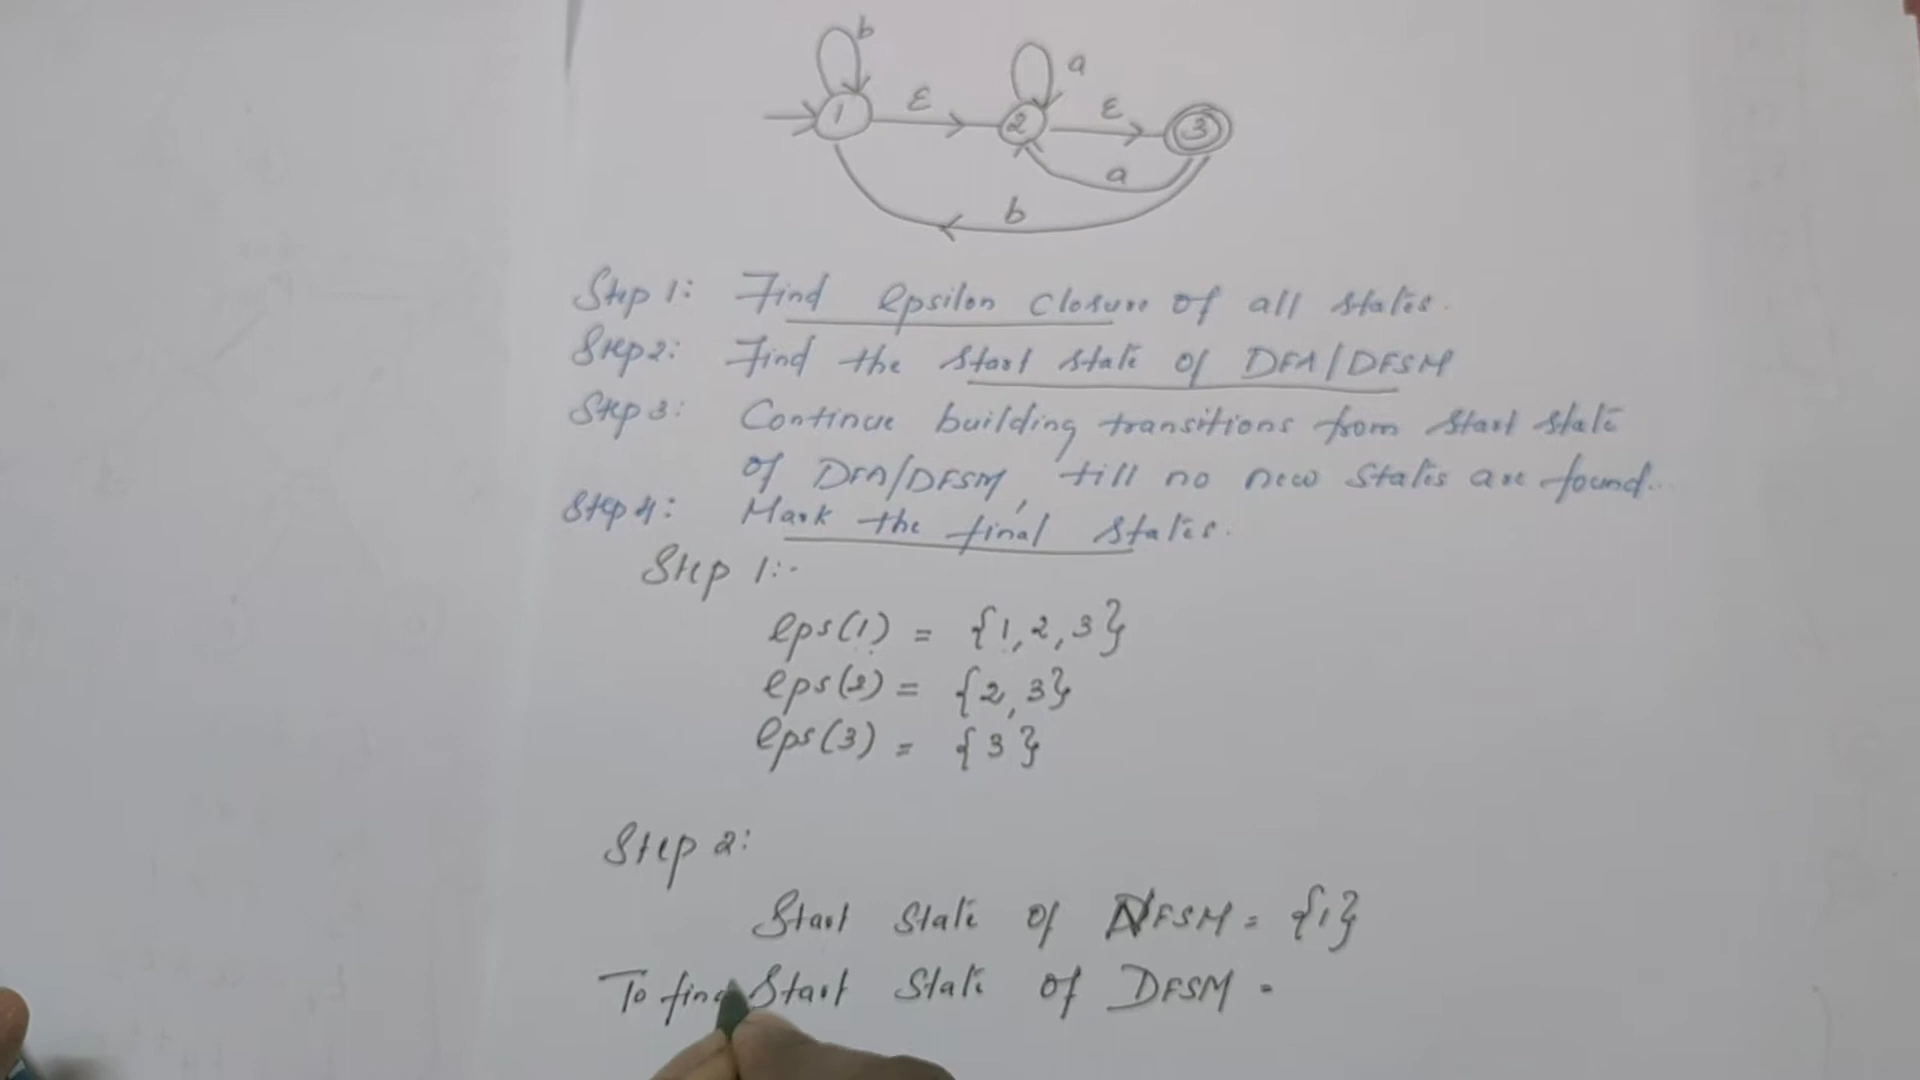 b a
1 ε 2 ε 3
a
b
Step 1: Find epsilon closure of all states.
Step 2: Find the start state of DFA/DFSM
Step 3: Continue building transitions from start state
of DFA/DFSM, till no new states are found...
Step 4: Mark the final states.
Step 1:-
eps(1) = {1,2,3}
eps(2) = {2,3}
eps(3) = {3}
Step 2:
Start State of NFSM = {1}
To find Start State of DFSM =